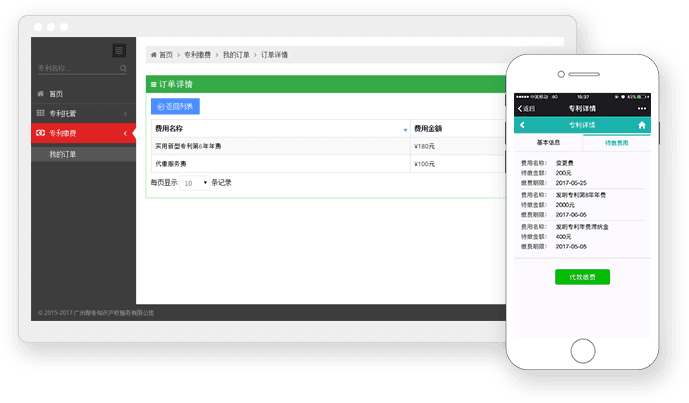 专利名称...
首页
专利托管
专利缴费
我的订单
首页 > 专利缴费 > 我的订单 > 订单详情
订单详情
返回列表
费用名称 费用金额
实用新型专利第6年年费 ¥180元
代缴服务费 ¥100元
每页显示 10 条记录
© 2015-2017 广州 专知识产权服务有限公司
中国移动 4G 16:37 45%
返回 专利详情
专利详情
基本信息 待缴费用
费用名称： 变更费
待缴金额： 200元
缴费期限： 2017-05-25
费用名称： 发明专利第8年年费
待缴金额： 2000元
缴费期限： 2017-06-05
费用名称： 发明专利年费滞纳金
待缴金额： 400元
缴费期限： 2017-05-05
代我缴费